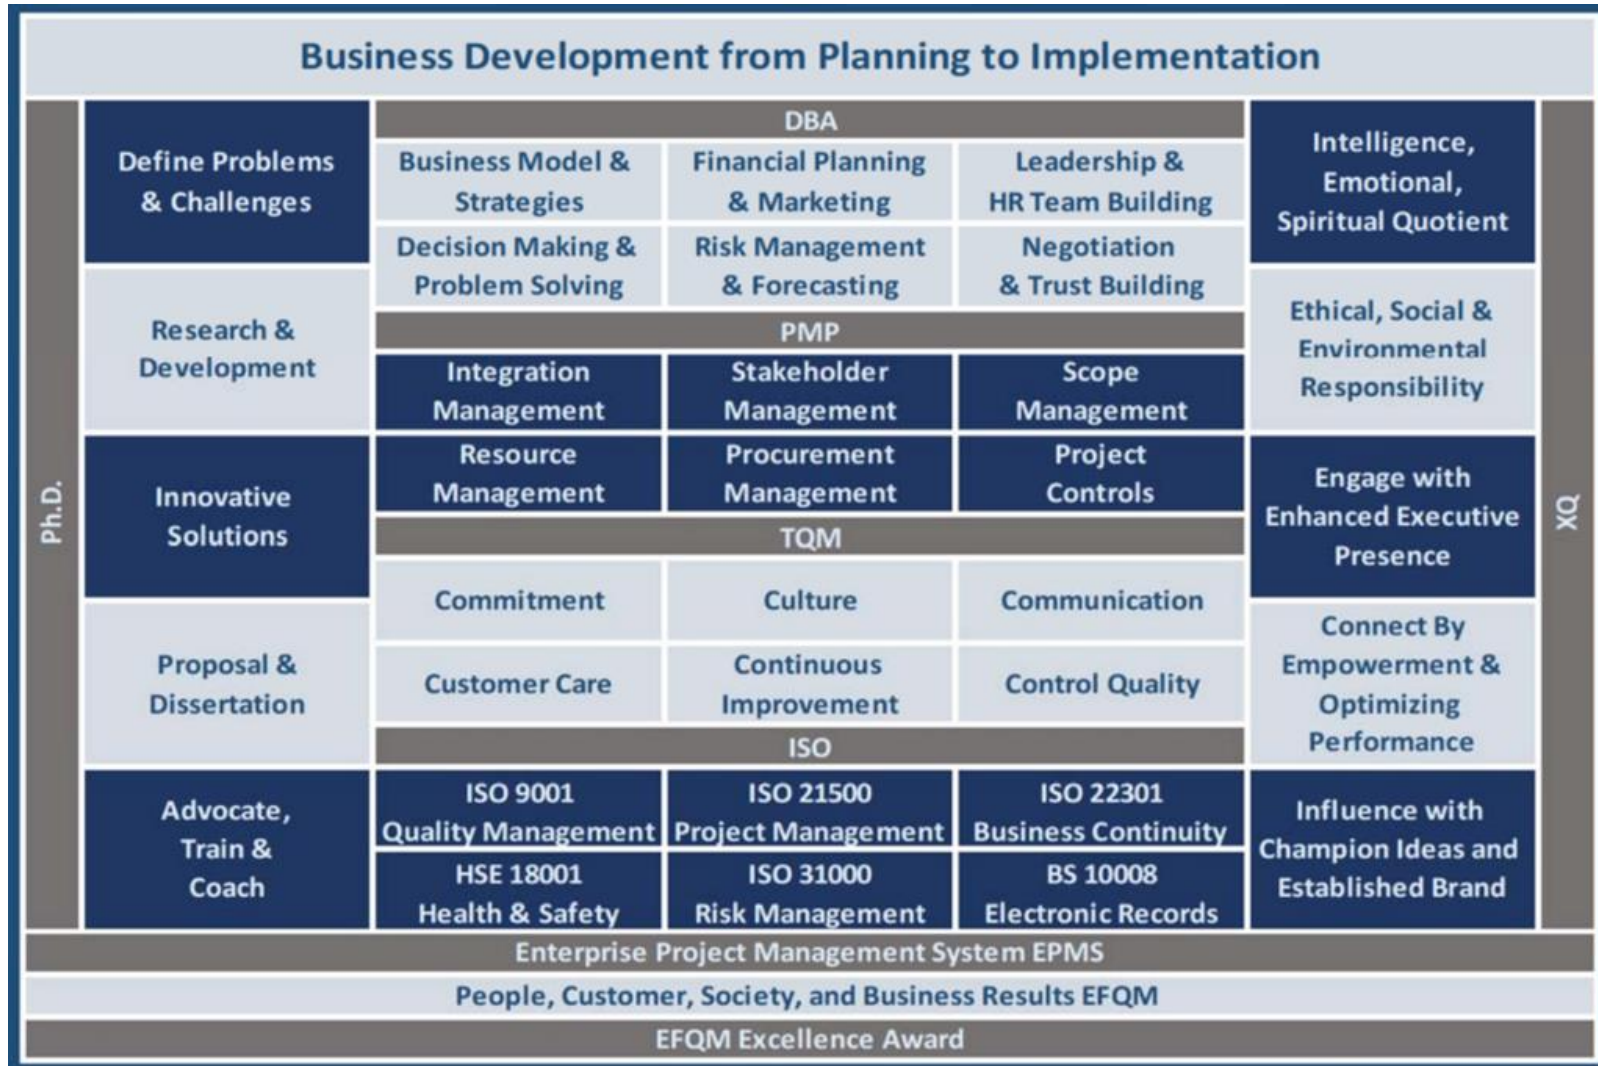 Business Development from Planning to Implementation
Ph.D.
Define Problems
& Challenges
Research &
Development
Innovative
Solutions
Proposal &
Dissertation
Advocate,
Train &
Coach
DBA
Business Model &
Strategies
Financial Planning
& Marketing
Leadership &
HR Team Building
Decision Making &
Problem Solving
Risk Management
& Forecasting
Negotiation
& Trust Building
PMP
Integration
Management
Stakeholder
Management
Scope
Management
Resource
Management
Procurement
Management
Project
Controls
TQM
Commitment
Culture
Communication
Customer Care
Continuous
Improvement
Control Quality
ISO
ISO 9001
Quality Management
ISO 21500
Project Management
ISO 22301
Business Continuity
HSE 18001
Health & Safety
ISO 31000
Risk Management
BS 10008
Electronic Records
Intelligence,
Emotional,
Spiritual Quotient
Ethical, Social &
Environmental
Responsibility
Engage with
Enhanced Executive
Presence
Connect By
Empowerment &
Optimizing
Performance
Influence with
Champion Ideas and
Established Brand
XQ
Enterprise Project Management System EPMS
People, Customer, Society, and Business Results EFQM
EFQM Excellence Award